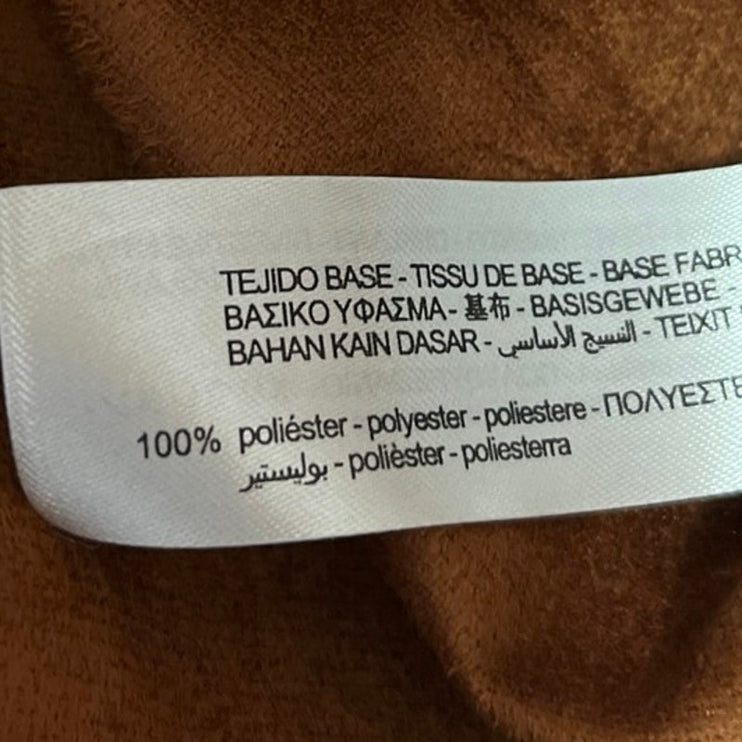 TEJIDO BASE - TISSU DE BASE - BASE FABR
ΒΑΣΙΚΟ ΥΦΑΣΜΑ - 基布 - BASISGEWEBE -
BAHAN KAIN DASAR - النسيج الأساسي - TEIXIT
100% poliéster - polyester - poliestere - ΠΟΛΥΕΣΤΕ
بوليستير - polièster - poliesterra